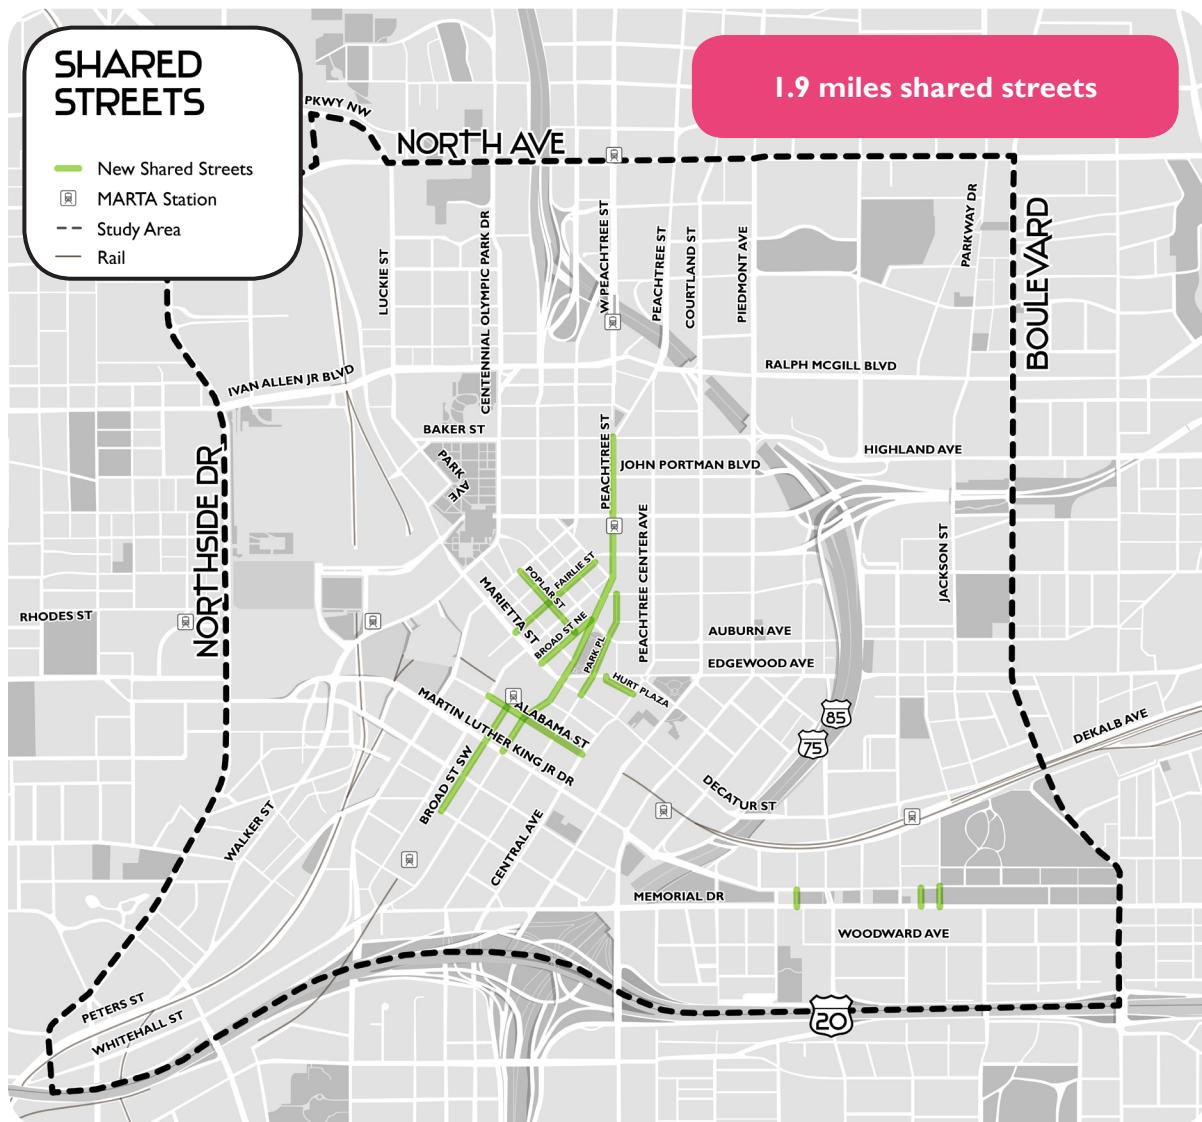 SHARED
STREETS
New Shared Streets
MARTA Station
Study Area
Rail
1.9 miles shared streets
PKWY NW
NORTH AVE
BOULEVARD
PARKWAY DR
LUCKIE ST
CENTENNIAL OLYMPIC PARK DR
W PEACHTREE ST
PEACHTREE ST
COURTLAND ST
PIEDMONT AVE
IVAN ALLEN JR BLVD
RALPH MCGILL BLVD
BAKER ST
PARK AVE
PEACHTREE ST
JOHN PORTMAN BLVD
HIGHLAND AVE
NORTHSIDE DR
PEACHTREE CENTER AVE
JACKSON ST
RHODES ST
MARIETTA ST
POPLAR ST
FAIRLIE ST
BROAD ST NE
PARK PL
AUBURN AVE
EDGEWOOD AVE
HURT PLAZA
MARTIN LUTHER KING JR DR
ALABAMA ST
85
75
DEKALB AVE
BROAD ST SW
DECATUR ST
WALKER ST
CENTRAL AVE
MEMORIAL DR
WOODWARD AVE
PETERS ST
WHITEHALL ST
20